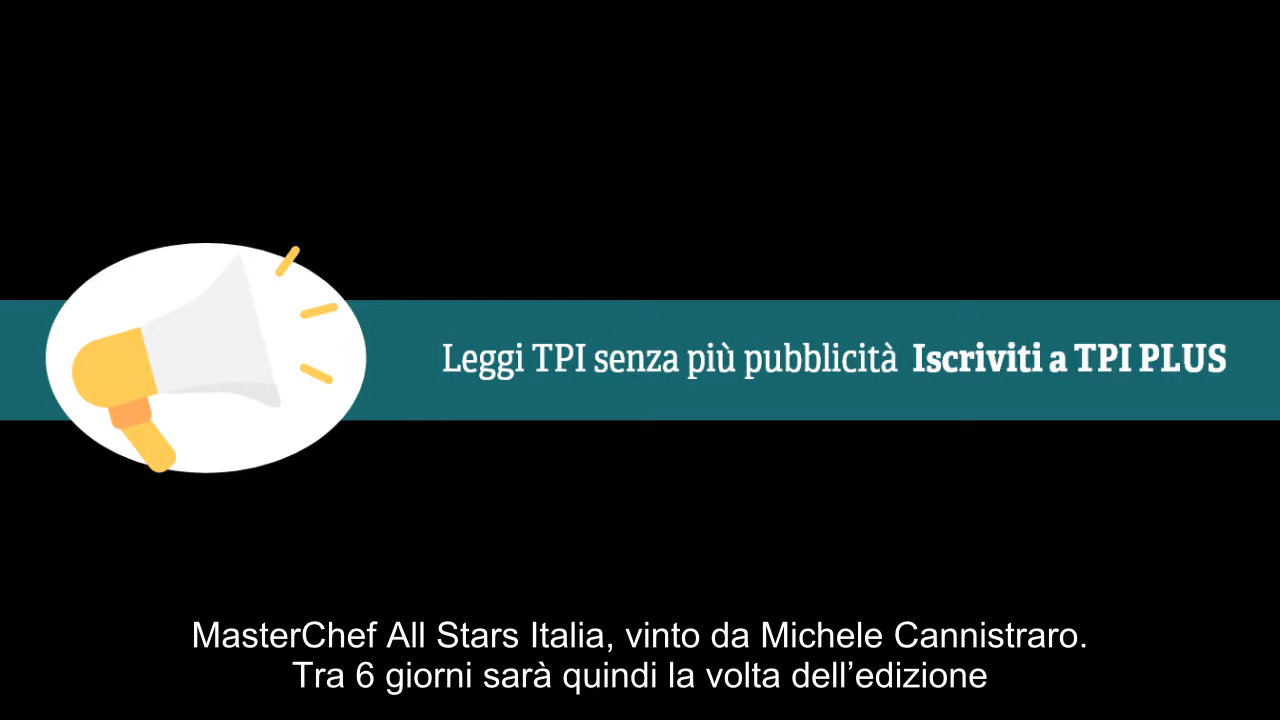 Leggi TPI senza più pubblicità Iscriviti a TPI PLUS
MasterChef All Stars Italia, vinto da Michele Cannistraro.
Tra 6 giorni sarà quindi la volta dell’edizione